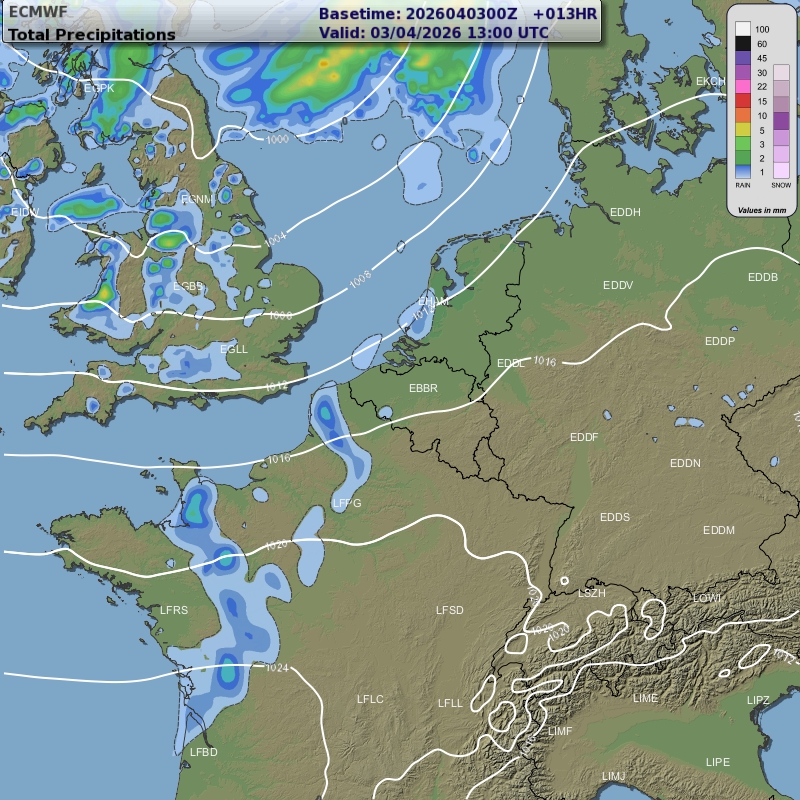 ECMWF
Basetime: 2026040300Z +013HR
Total Precipitations
Valid: 03/04/2026 13:00 UTC
100
60
45
30
22
15
10
5
3
2
1
RAIN SNOW
Values in mm
EGPK
EKCH
1000
EGNM
EIDW
EDDH
1004
1008
EDDB
EGBB
EDDV
EHAM
1008
1012
EDDP
EGLL
EDDL
1016
1012
EBBR
EDDF
1016
EDDN
LFPG
EDDS
EDDM
1020
LSZH
LOWI
LFRS
LFSD
1020
1020
1024
1012
LIME
LFLC
LFLL
LIPZ
LIMF
LFBD
LIPE
LIMJ